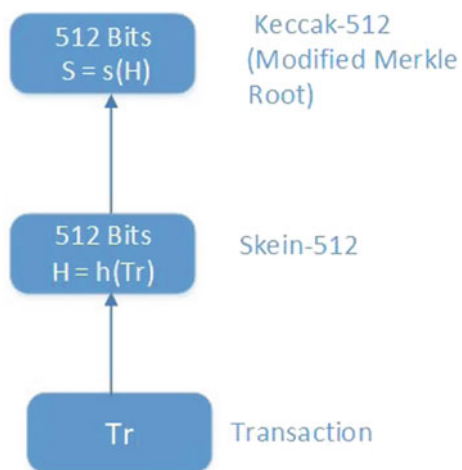 512 Bits
S = s(H)
Keccak-512
(Modified Merkle
Root)
512 Bits
H = h(Tr)
Skein-512
Tr
Transaction